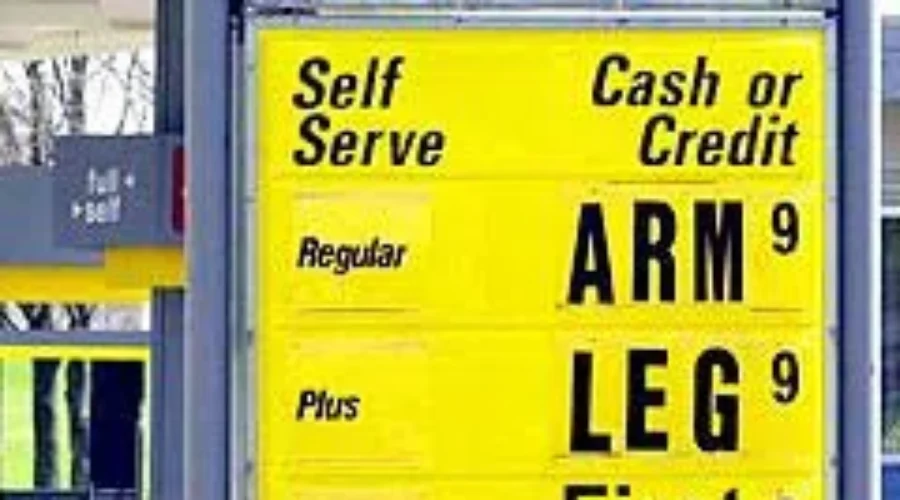 Self
Serve
Cash or
Credit
full
self
Regular
ARM 9
Plus
LEG 9